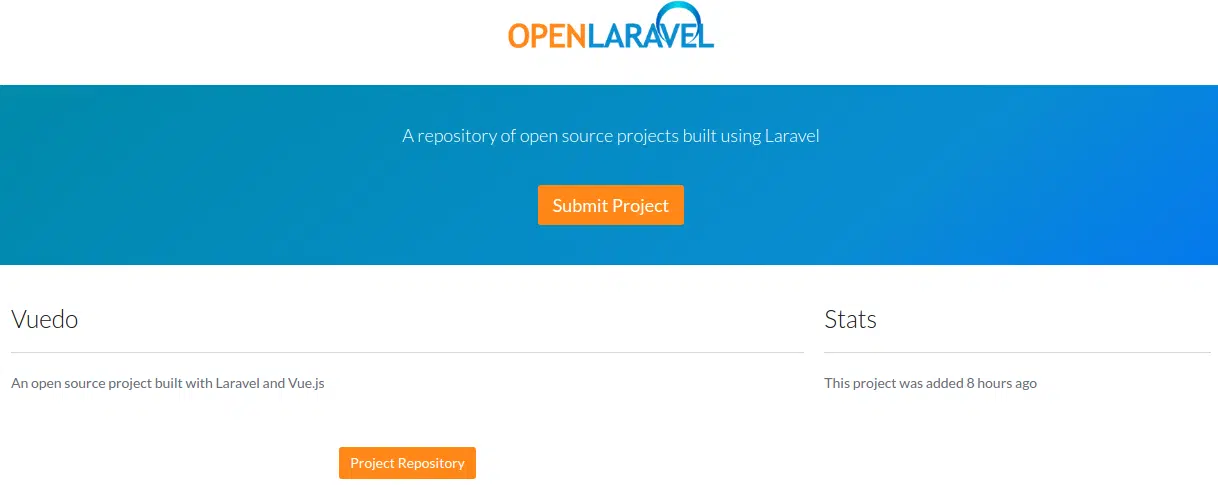 OPENLARAVEL
A repository of open source projects built using Laravel
Submit Project
Vuedo
An open source project built with Laravel and Vue.js
Project Repository
Stats
This project was added 8 hours ago